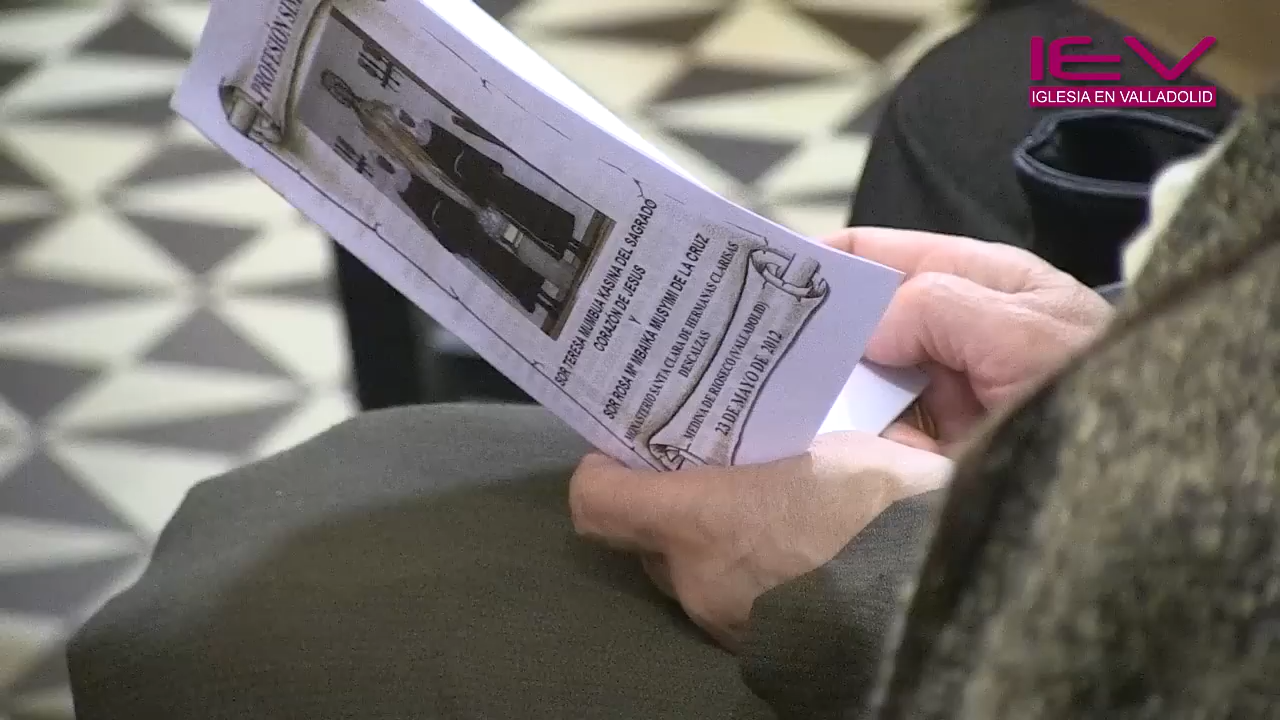 IEV
IGLESIA EN VALLADOLID
PROFESIÓN
SOR TERESA MUMBUA KASINA DEL SAGRADO
CORAZÓN DE JESUS
Y
SOR ROSA Mª MBAIKA MUSYIMI DE LA CRUZ
MONASTERIO SANTA CLARA DE HERMANAS CLARISAS
DESCALZAS
MEDINA DE RIOSECO (VALLADOLID)
23 DE MAYO DE 2012